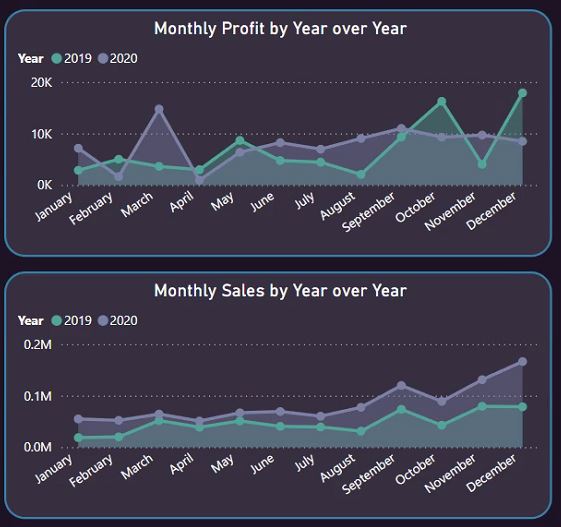 Monthly Profit by Year over Year
Year 2019 2020
20K
10K
0K
January February March April May June July August September October November December
Monthly Sales by Year over Year
Year 2019 2020
0.2M
0.1M
0.0M
January February March April May June July August September October November December